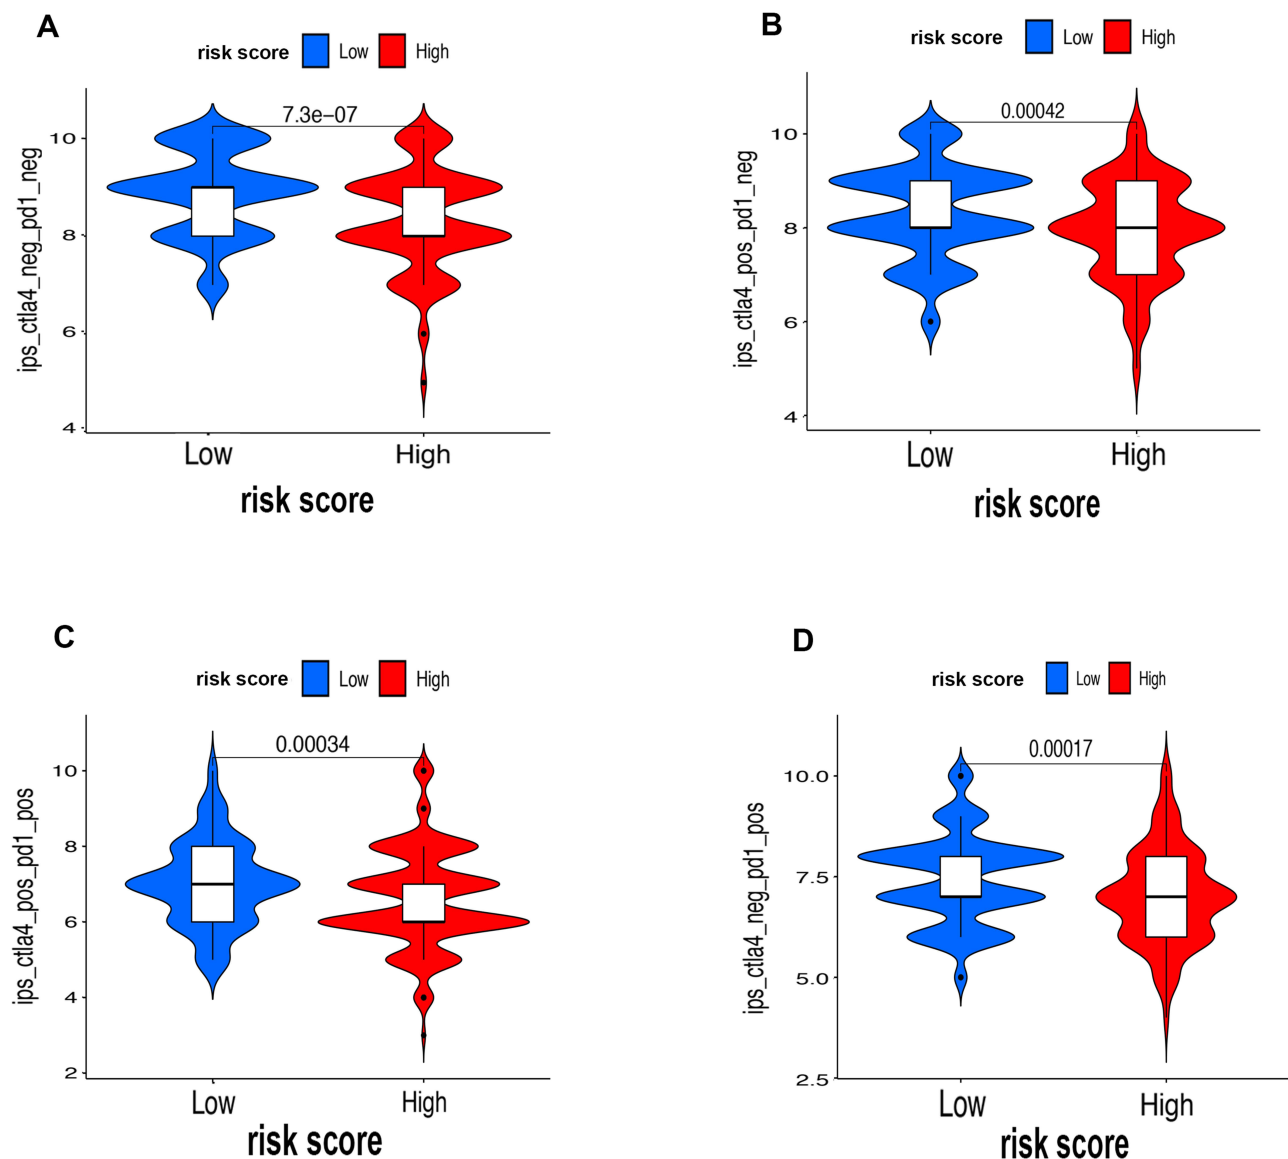 A
risk score Low High
7.3e−07
10
8
6
4
ips_ctla4_neg_pd1_neg
Low High
risk score
B
risk score Low High
0.00042
10
8
6
4
ips_ctla4_pos_pd1_neg
Low High
risk score
C
risk score Low High
0.00034
10
8
6
4
2
ips_ctla4_pos_pd1_pos
Low High
risk score
D
risk score Low High
0.00017
10.0
7.5
5.0
2.5
ips_ctla4_neg_pd1_pos
Low High
risk score